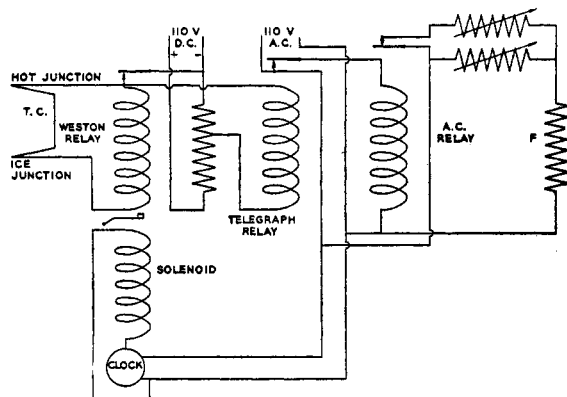 110 V
D.C.
+ -
110 V
A.C.
HOT JUNCTION
T. C.
WESTON
RELAY
ICE
JUNCTION
TELEGRAPH
RELAY
A.C.
RELAY
F
SOLENOID
CLOCK